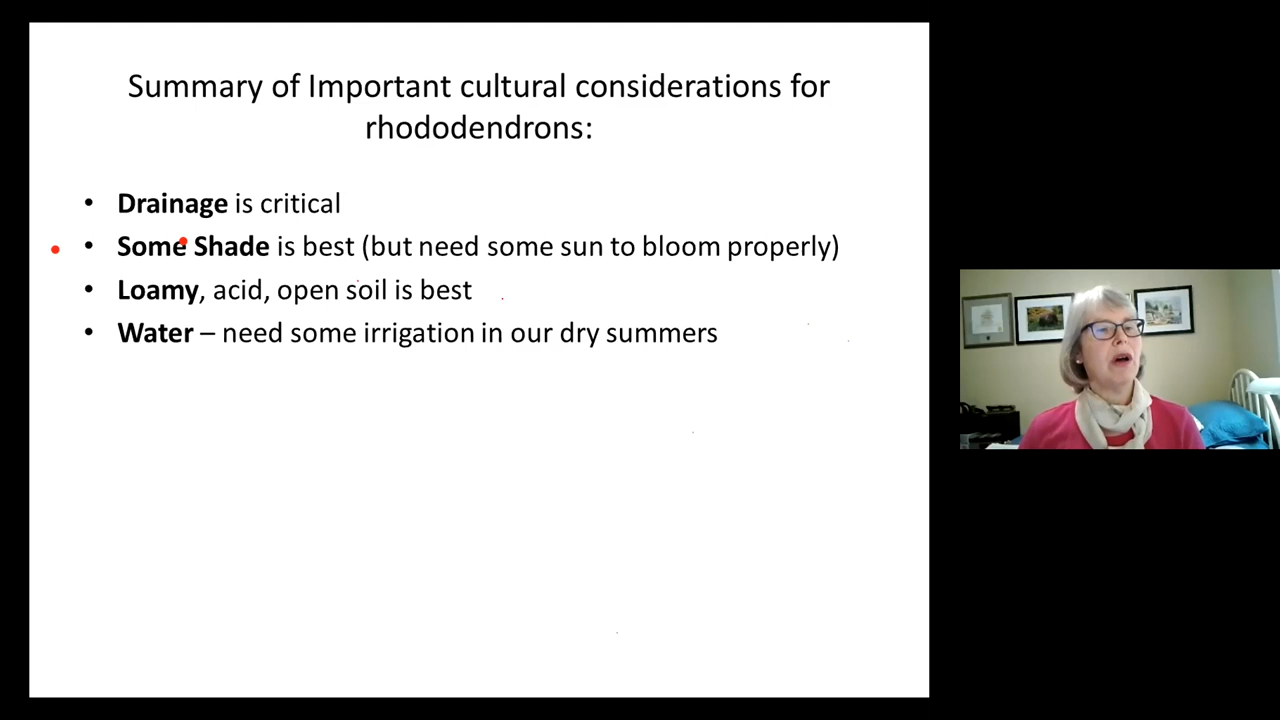 Summary of Important cultural considerations for
rhododendrons:
• Drainage is critical
• Some Shade is best (but need some sun to bloom properly)
• Loamy, acid, open soil is best
• Water – need some irrigation in our dry summers